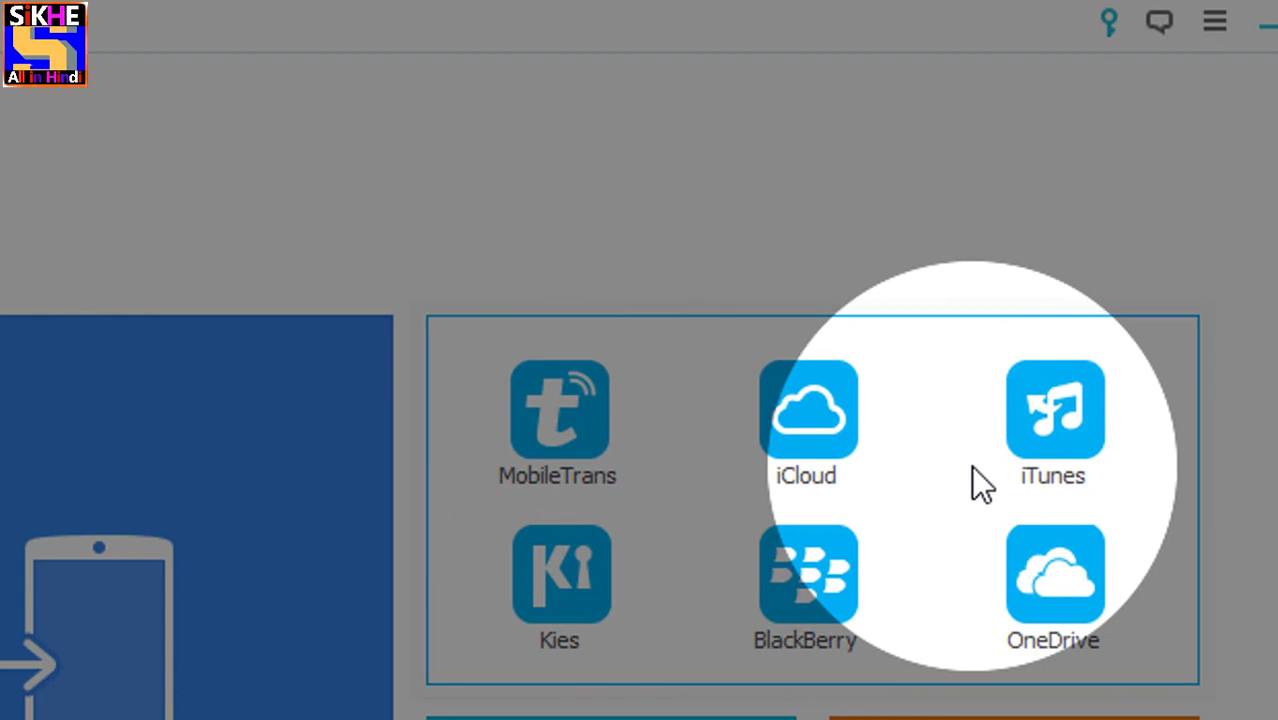 SiKHE
All in Hindi
MobileTrans
iCloud
iTunes
Kies
BlackBerry
OneDrive